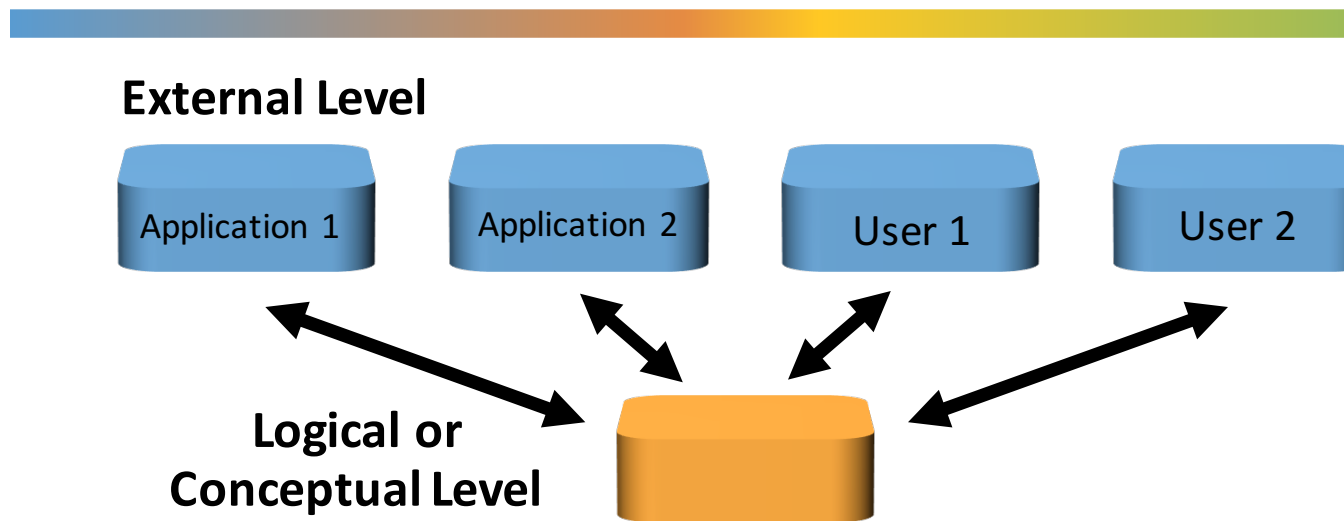 External Level
Application 1
Application 2
User 1
User 2
Logical or
Conceptual Level